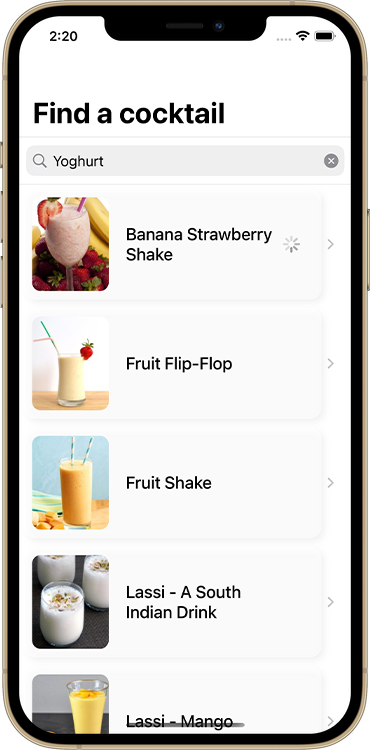 2:20
Find a cocktail
Yoghurt
Banana Strawberry
Shake
Fruit Flip-Flop
Fruit Shake
Lassi - A South
Indian Drink
Lassi - Mango